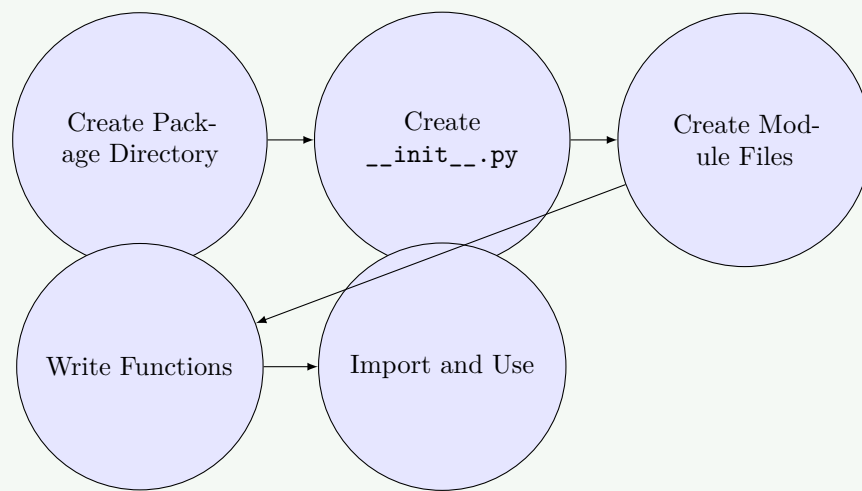 Create Pack-
age Directory
Create
__init__.py
Create Mod-
ule Files
Write Functions
Import and Use